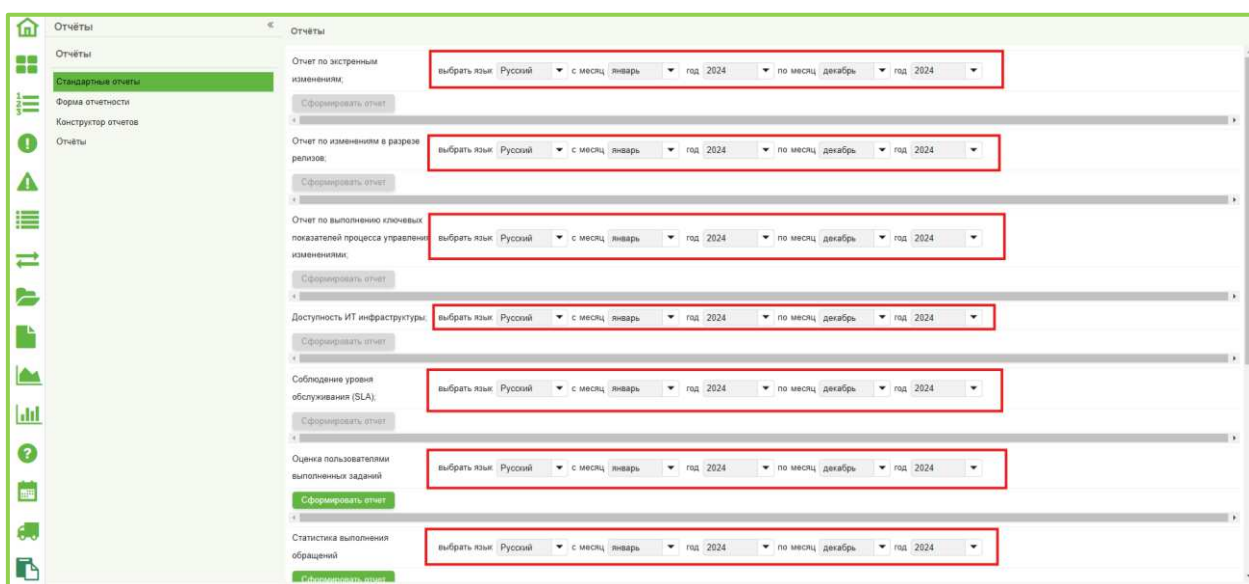 Отчёты «
Отчёты
Отчёты
Стандартные отчеты
Форма отчетности
Конструктор отчетов
Отчёты
Отчет по экстренным
изменениям;
выбрать язык Русский с месяц январь год 2024 по месяц декабрь год 2024
Сформировать отчет
Отчет по изменениям в разрезе
релизов;
выбрать язык Русский с месяц январь год 2024 по месяц декабрь год 2024
Сформировать отчет
Отчет по выполнению ключевых
показателей процесса управления
изменениями;
выбрать язык Русский с месяц январь год 2024 по месяц декабрь год 2024
Сформировать отчет
Доступность ИТ инфраструктуры; выбрать язык Русский с месяц январь год 2024 по месяц декабрь год 2024
Сформировать отчет
Соблюдение уровня
обслуживания (SLA);
выбрать язык Русский с месяц январь год 2024 по месяц декабрь год 2024
Сформировать отчет
Оценка пользователями
выполненных заданий
выбрать язык Русский с месяц январь год 2024 по месяц декабрь год 2024
Сформировать отчет
Статистика выполнения
обращений
выбрать язык Русский с месяц январь год 2024 по месяц декабрь год 2024
Сформировать отчет